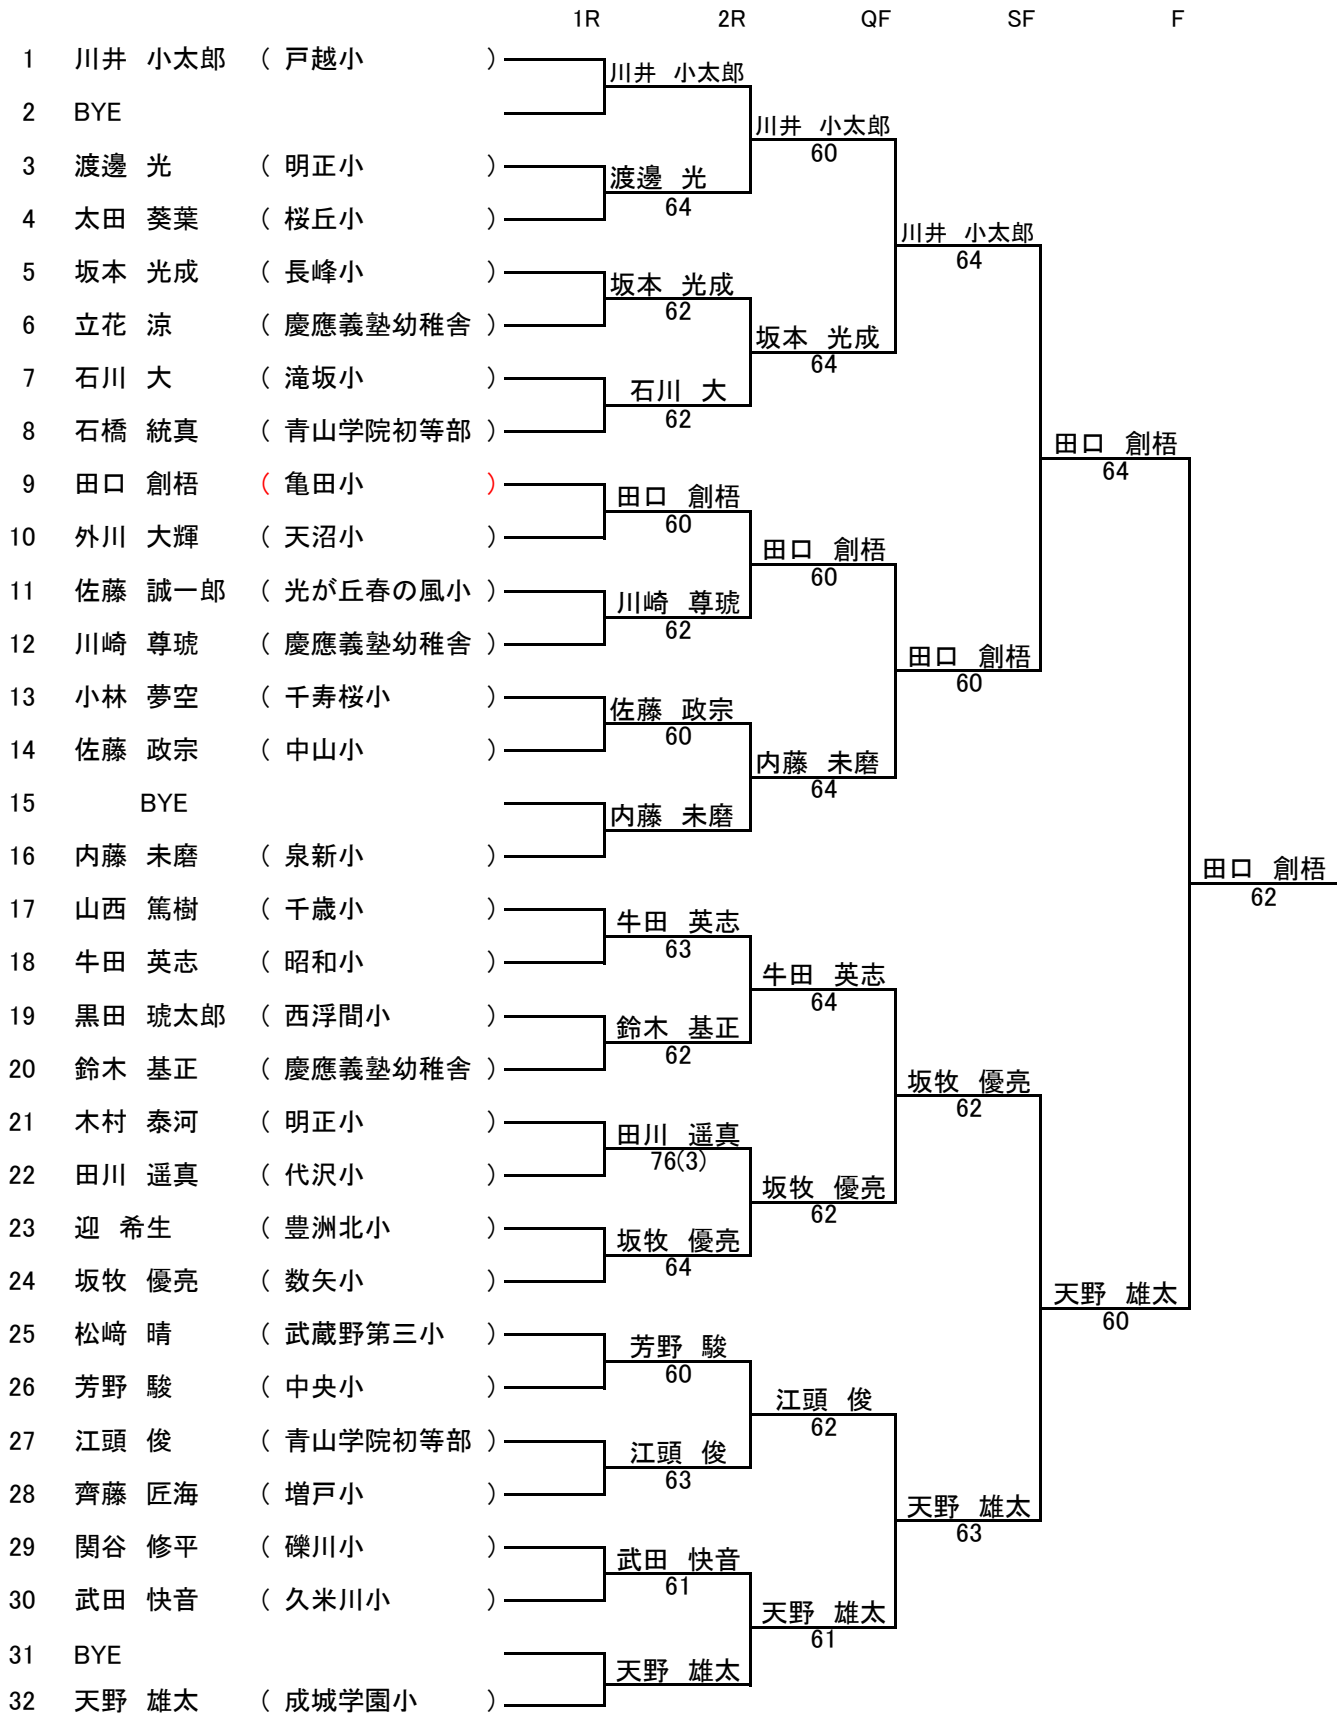 1R 2R QF SF F
1 川井 小太郎 ( 戸越小 )
川井 小太郎
2 BYE
川井 小太郎
60
3 渡邊 光 ( 明正小 )
渡邊 光
64
4 太田 葵葉 ( 桜丘小 )
川井 小太郎
64
5 坂本 光成 ( 長峰小 )
坂本 光成
62
6 立花 涼 ( 慶應義塾幼稚舎 )
坂本 光成
64
7 石川 大 ( 滝坂小 )
石川 大
62
8 石橋 統真 ( 青山学院初等部 )
田口 創梧
64
9 田口 創梧 ( 亀田小 )
田口 創梧
60
10 外川 大輝 ( 天沼小 )
田口 創梧
60
11 佐藤 誠一郎 ( 光が丘春の風小 )
川崎 尊琥
62
12 川崎 尊琥 ( 慶應義塾幼稚舎 )
田口 創梧
60
13 小林 夢空 ( 千寿桜小 )
佐藤 政宗
60
14 佐藤 政宗 ( 中山小 )
内藤 未磨
64
15 BYE
内藤 未磨
16 内藤 未磨 ( 泉新小 )
田口 創梧
62
17 山西 篤樹 ( 千歳小 )
牛田 英志
63
18 牛田 英志 ( 昭和小 )
牛田 英志
64
19 黒田 琥太郎 ( 西浮間小 )
鈴木 基正
62
20 鈴木 基正 ( 慶應義塾幼稚舎 )
坂牧 優亮
62
21 木村 泰河 ( 明正小 )
田川 遥真
76(3)
22 田川 遥真 ( 代沢小 )
坂牧 優亮
62
23 迎 希生 ( 豊洲北小 )
坂牧 優亮
64
24 坂牧 優亮 ( 数矢小 )
天野 雄太
60
25 松﨑 晴 ( 武蔵野第三小 )
芳野 駿
60
26 芳野 駿 ( 中央小 )
江頭 俊
62
27 江頭 俊 ( 青山学院初等部 )
江頭 俊
63
28 齊藤 匠海 ( 増戸小 )
天野 雄太
63
29 関谷 修平 ( 礫川小 )
武田 快音
61
30 武田 快音 ( 久米川小 )
天野 雄太
61
31 BYE
天野 雄太
32 天野 雄太 ( 成城学園小 )